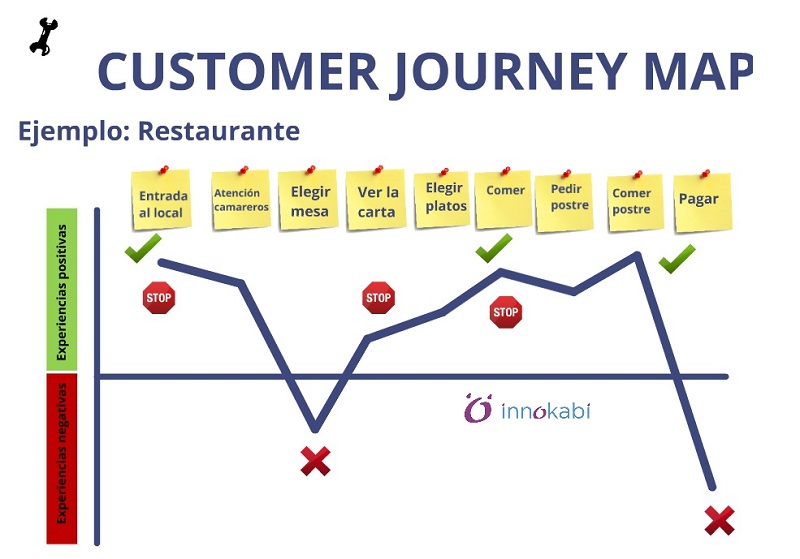 CUSTOMER JOURNEY MAP
Ejemplo: Restaurante
Entrada
al local
Atención
camareros
Elegir
mesa
Ver la
carta
Elegir
platos
Comer
Pedir
postre
Comer
postre
Pagar
Experiencias positivas
STOP
STOP
STOP
Experiencias negativas
innokabi